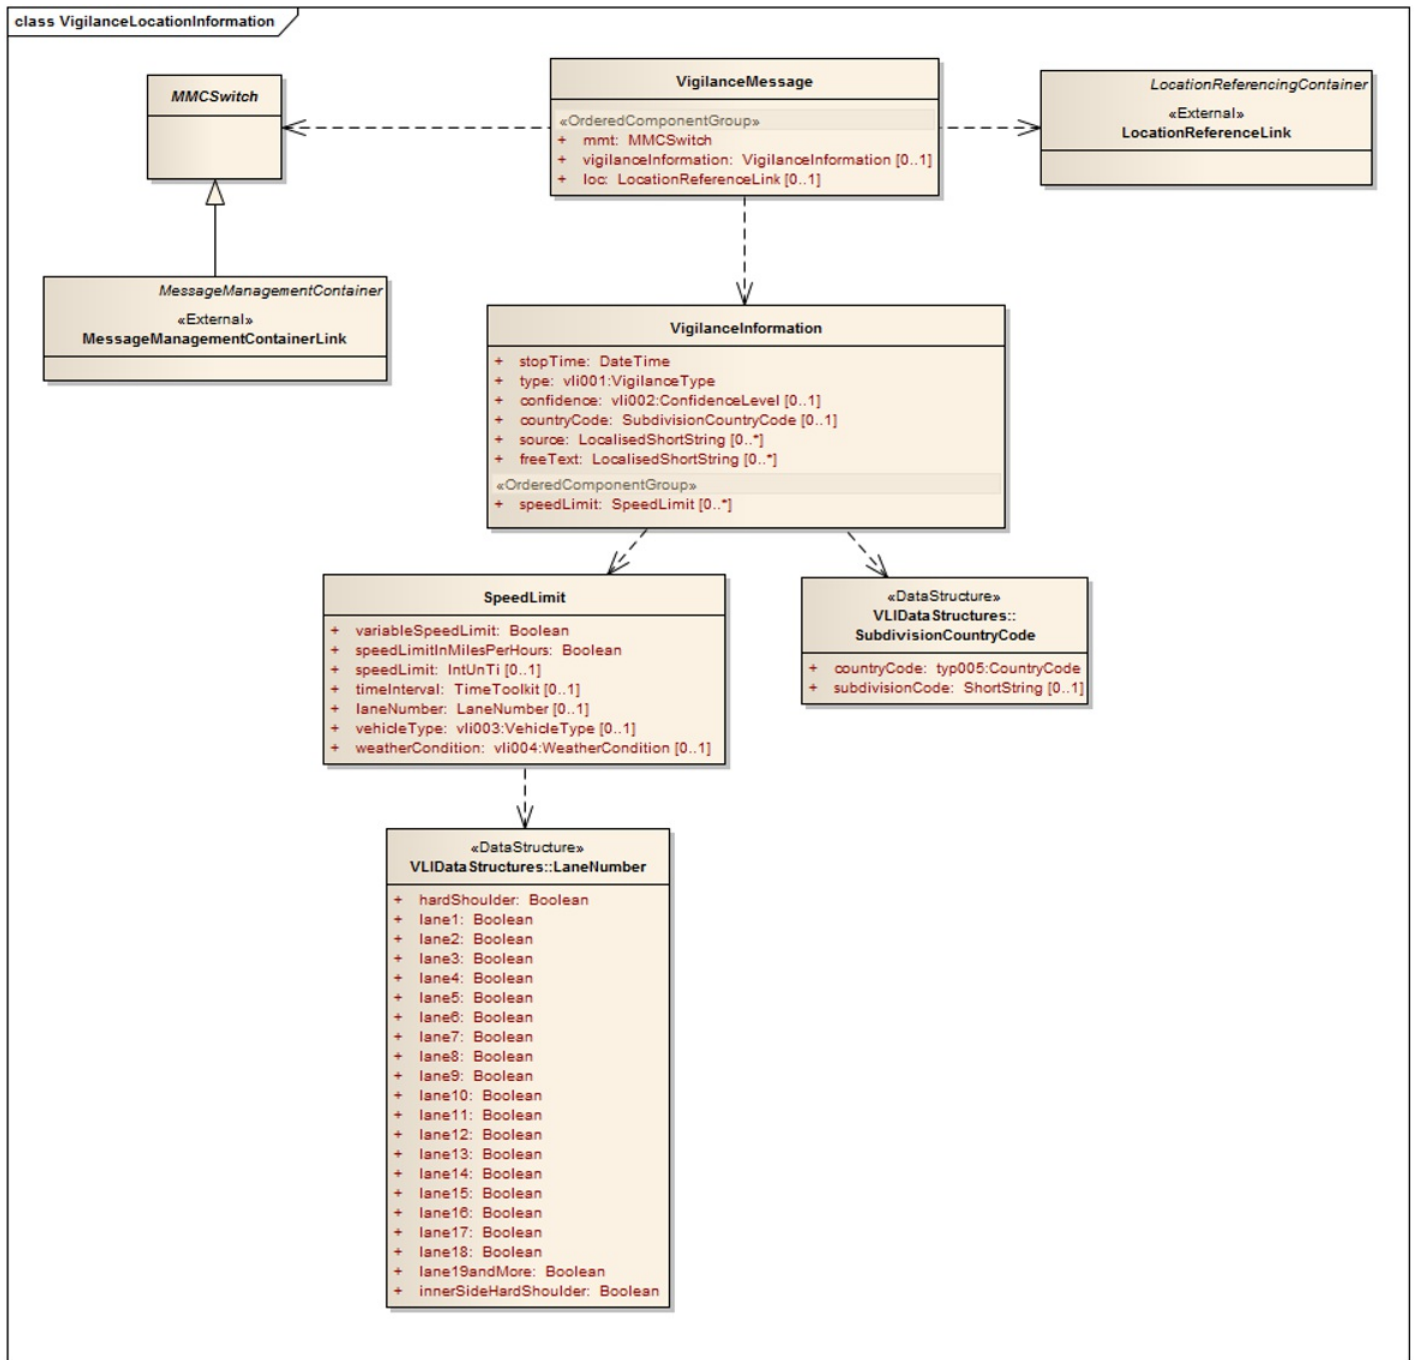 class VigilanceLocationInformation
MMCSwitch
VigilanceMessage
«OrderedComponentGroup»
+ mmt: MMCSwitch
+ vigilanceInformation: VigilanceInformation [0..1]
+ loc: LocationReferenceLink [0..1]
LocationReferencingContainer
«External»
LocationReferenceLink
MessageManagementContainer
«External»
MessageManagementContainerLink
VigilanceInformation
+ stopTime: DateTime
+ type: vli001:VigilanceType
+ confidence: vli002:ConfidenceLevel [0..1]
+ countryCode: SubdivisionCountryCode [0..1]
+ source: LocalisedShortString [0..*]
+ freeText: LocalisedShortString [0..*]
«OrderedComponentGroup»
+ speedLimit: SpeedLimit [0..*]
SpeedLimit
+ variableSpeedLimit: Boolean
+ speedLimitInMilesPerHours: Boolean
+ speedLimit: IntUnTi [0..1]
+ timeInterval: TimeToolkit [0..1]
+ laneNumber: LaneNumber [0..1]
+ vehicleType: vli003:VehicleType [0..1]
+ weatherCondition: vli004:WeatherCondition [0..1]
«DataStructure»
VLIDataStructures::
SubdivisionCountryCode
+ countryCode: typ005:CountryCode
+ subdivisionCode: ShortString [0..1]
«DataStructure»
VLIDataStructures::LaneNumber
+ hardShoulder: Boolean
+ lane1: Boolean
+ lane2: Boolean
+ lane3: Boolean
+ lane4: Boolean
+ lane5: Boolean
+ lane6: Boolean
+ lane7: Boolean
+ lane8: Boolean
+ lane9: Boolean
+ lane10: Boolean
+ lane11: Boolean
+ lane12: Boolean
+ lane13: Boolean
+ lane14: Boolean
+ lane15: Boolean
+ lane16: Boolean
+ lane17: Boolean
+ lane18: Boolean
+ lane19andMore: Boolean
+ innerSideHardShoulder: Boolean